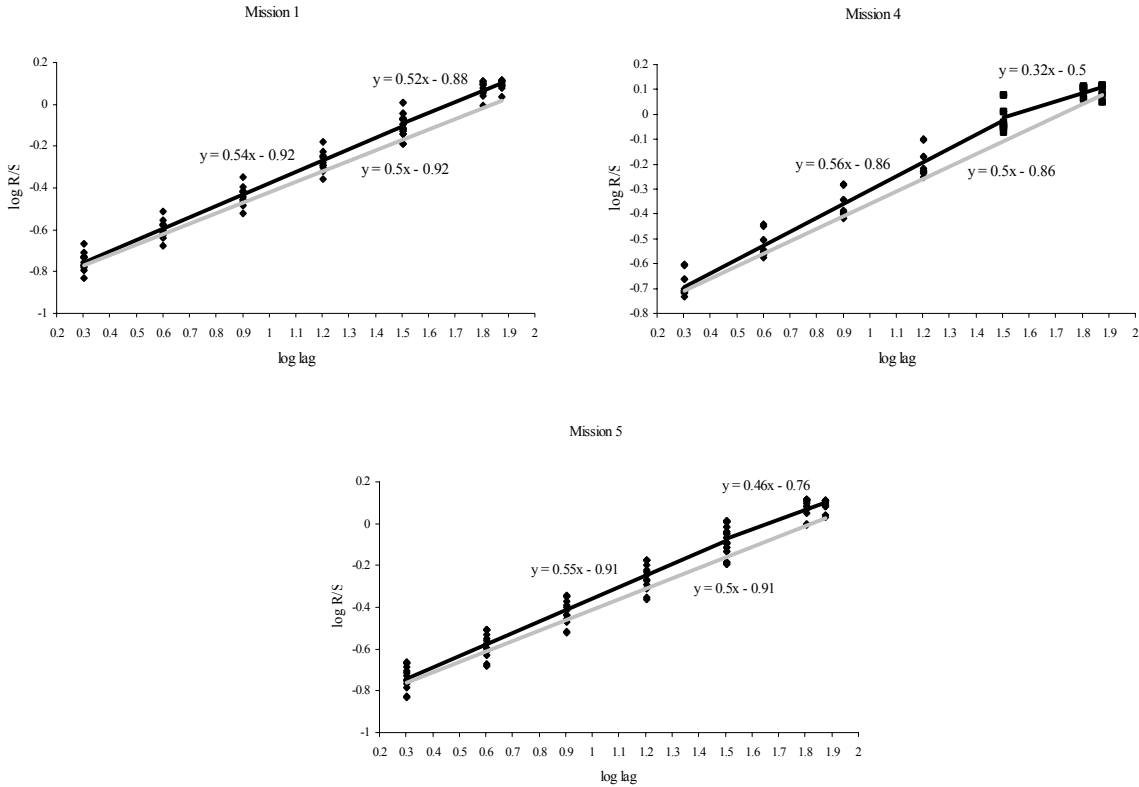 Mission 1
0.2
y = 0.52x - 0.88
0
y = 0.54x - 0.92
-0.2
y = 0.5x - 0.92
log R/S
-0.4
-0.6
-0.8
-1
0.2 0.3 0.4 0.5 0.6 0.7 0.8 0.9 1 1.1 1.2 1.3 1.4 1.5 1.6 1.7 1.8 1.9 2
log lag
Mission 4
0.2
y = 0.32x - 0.5
0.1
0
-0.1
y = 0.56x - 0.86
-0.2
y = 0.5x - 0.86
log R/S
-0.3
-0.4
-0.5
-0.6
-0.7
-0.8
0.2 0.3 0.4 0.5 0.6 0.7 0.8 0.9 1 1.1 1.2 1.3 1.4 1.5 1.6 1.7 1.8 1.9 2
log lag
Mission 5
0.2
y = 0.46x - 0.76
0
-0.2
y = 0.55x - 0.91
y = 0.5x - 0.91
log R/S
-0.4
-0.6
-0.8
-1
0.2 0.3 0.4 0.5 0.6 0.7 0.8 0.9 1 1.1 1.2 1.3 1.4 1.5 1.6 1.7 1.8 1.9 2
log lag